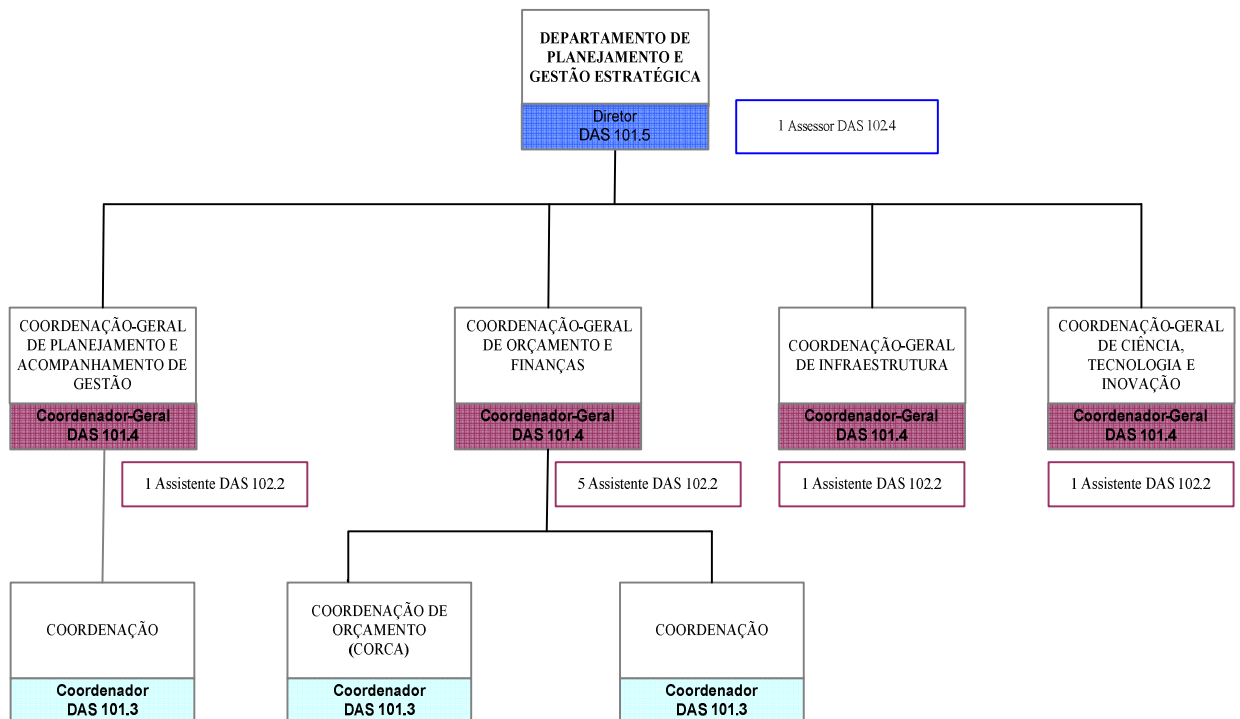 DEPARTAMENTO DE
PLANEJAMENTO E
GESTÃO ESTRATÉGICA
Diretor
DAS 101.5
1 Assessor DAS 102.4
COORDENAÇÃO-GERAL
DE PLANEJAMENTO E
ACOMPANHAMENTO DE
GESTÃO
Coordenador-Geral
DAS 101.4
1 Assistente DAS 102.2
COORDENAÇÃO-GERAL
DE ORÇAMENTO E
FINANÇAS
Coordenador-Geral
DAS 101.4
5 Assistente DAS 102.2
COORDENAÇÃO-GERAL
DE INFRAESTRUTURA
Coordenador-Geral
DAS 101.4
1 Assistente DAS 102.2
COORDENAÇÃO-GERAL
DE CIÊNCIA,
TECNOLOGIA E
INOVAÇÃO
Coordenador-Geral
DAS 101.4
1 Assistente DAS 102.2
COORDENAÇÃO
Coordenador
DAS 101.3
COORDENAÇÃO DE
ORÇAMENTO
(CORCA)
Coordenador
DAS 101.3
COORDENAÇÃO
Coordenador
DAS 101.3